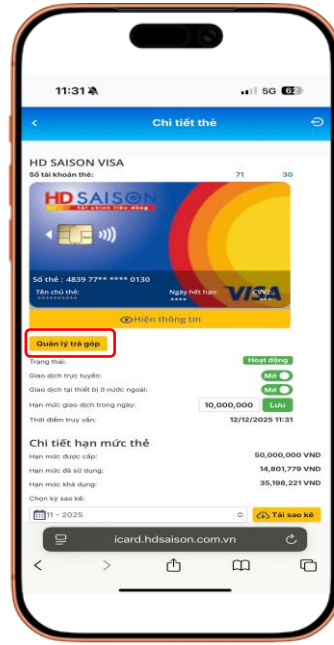 11:31
5G 62
Chi tiết thẻ
HD SAISON VISA
Số tài khoản thẻ: 71 30
HD SAISON
Tài chính tiêu dùng
Số thẻ : 4839 77** **** 0130
Tên chủ thẻ: Ngày hết hạn: CVV2:
********** ****
VISA
Hiện thông tin
Quản lý trả góp
Trạng thái: Hoạt động
Giao dịch trực tuyến: Mở
Giao dịch tại thiết bị ở nước ngoài: Mở
Hạn mức giao dịch trong ngày: 10,000,000 Lưu
Thời điểm truy vấn: 12/12/2025 11:31
Chi tiết hạn mức thẻ
Hạn mức được cấp: 50,000,000 VND
Hạn mức đã sử dụng: 14,801,779 VND
Hạn mức khả dụng: 35,198,221 VND
Chọn kỳ sao kê:
11 - 2025 Tải sao kê
icard.hdsaison.com.vn